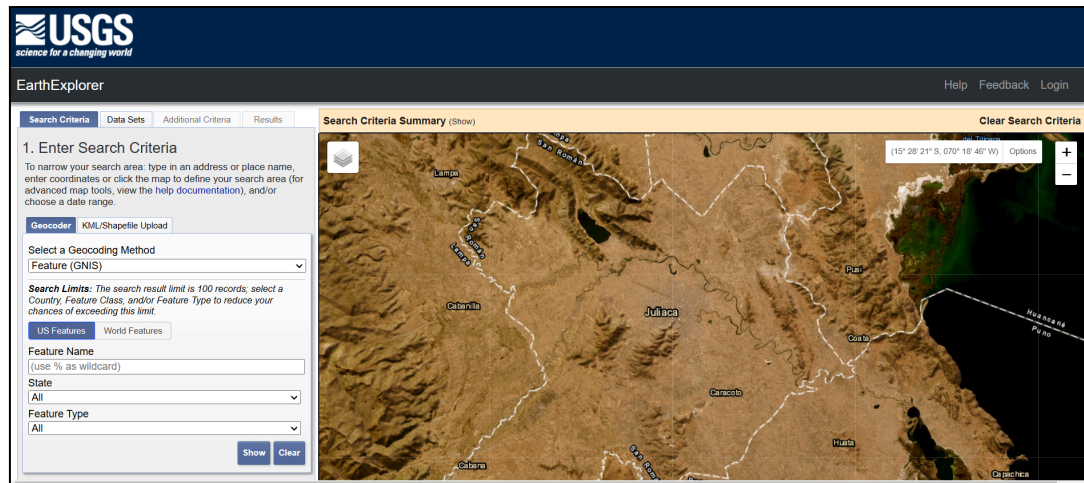 USGS
science for a changing world
EarthExplorer
Help Feedback Login
Search Criteria Data Sets Additional Criteria Results
1. Enter Search Criteria
To narrow your search area: type in an address or place name,
enter coordinates or click the map to define your search area (for
advanced map tools, view the help documentation), and/or
choose a date range.
Geocoder KML/Shapefile Upload
Select a Geocoding Method
Feature (GNIS)
Search Limits: The search result limit is 100 records; select a
Country, Feature Class, and/or Feature Type to reduce your
chances of exceeding this limit.
US Features World Features
Feature Name
(use % as wildcard)
State
All
Feature Type
All
Show Clear
Search Criteria Summary (Show)
Clear Search Criteria
(15° 28' 21" S, 070° 18' 46" W) Options
+
−
San Román
Lampa
San Román
Lampa
Pusi
Cabanilla
Juliaca
Huancané
Puno
Coata
Caracoto
Huata
San Rom
Cabana
Capachica